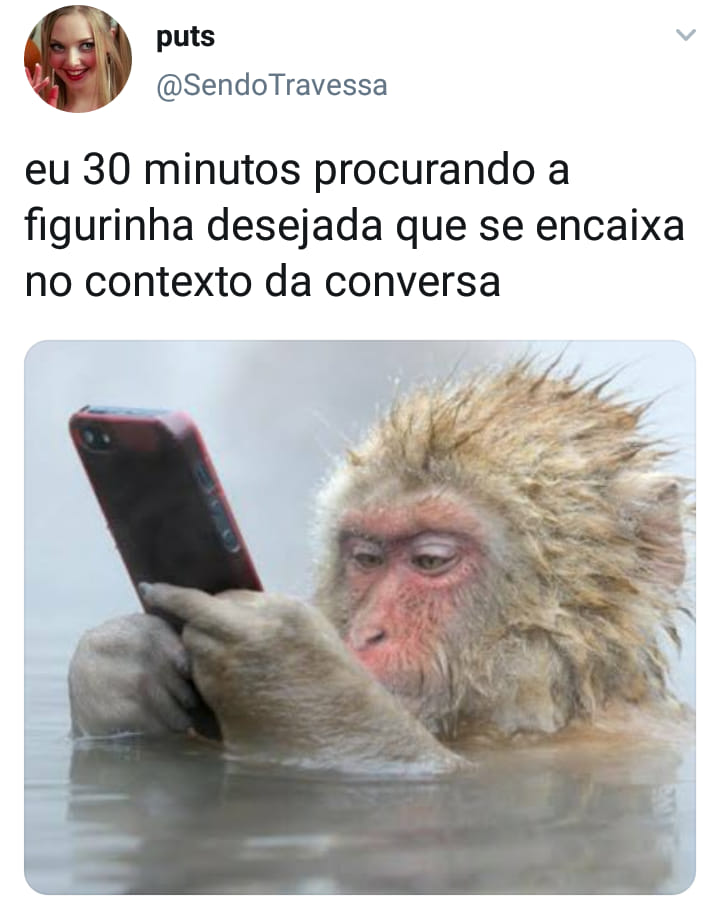 puts
@SendoTravessa
eu 30 minutos procurando a
figurinha desejada que se encaixa
no contexto da conversa